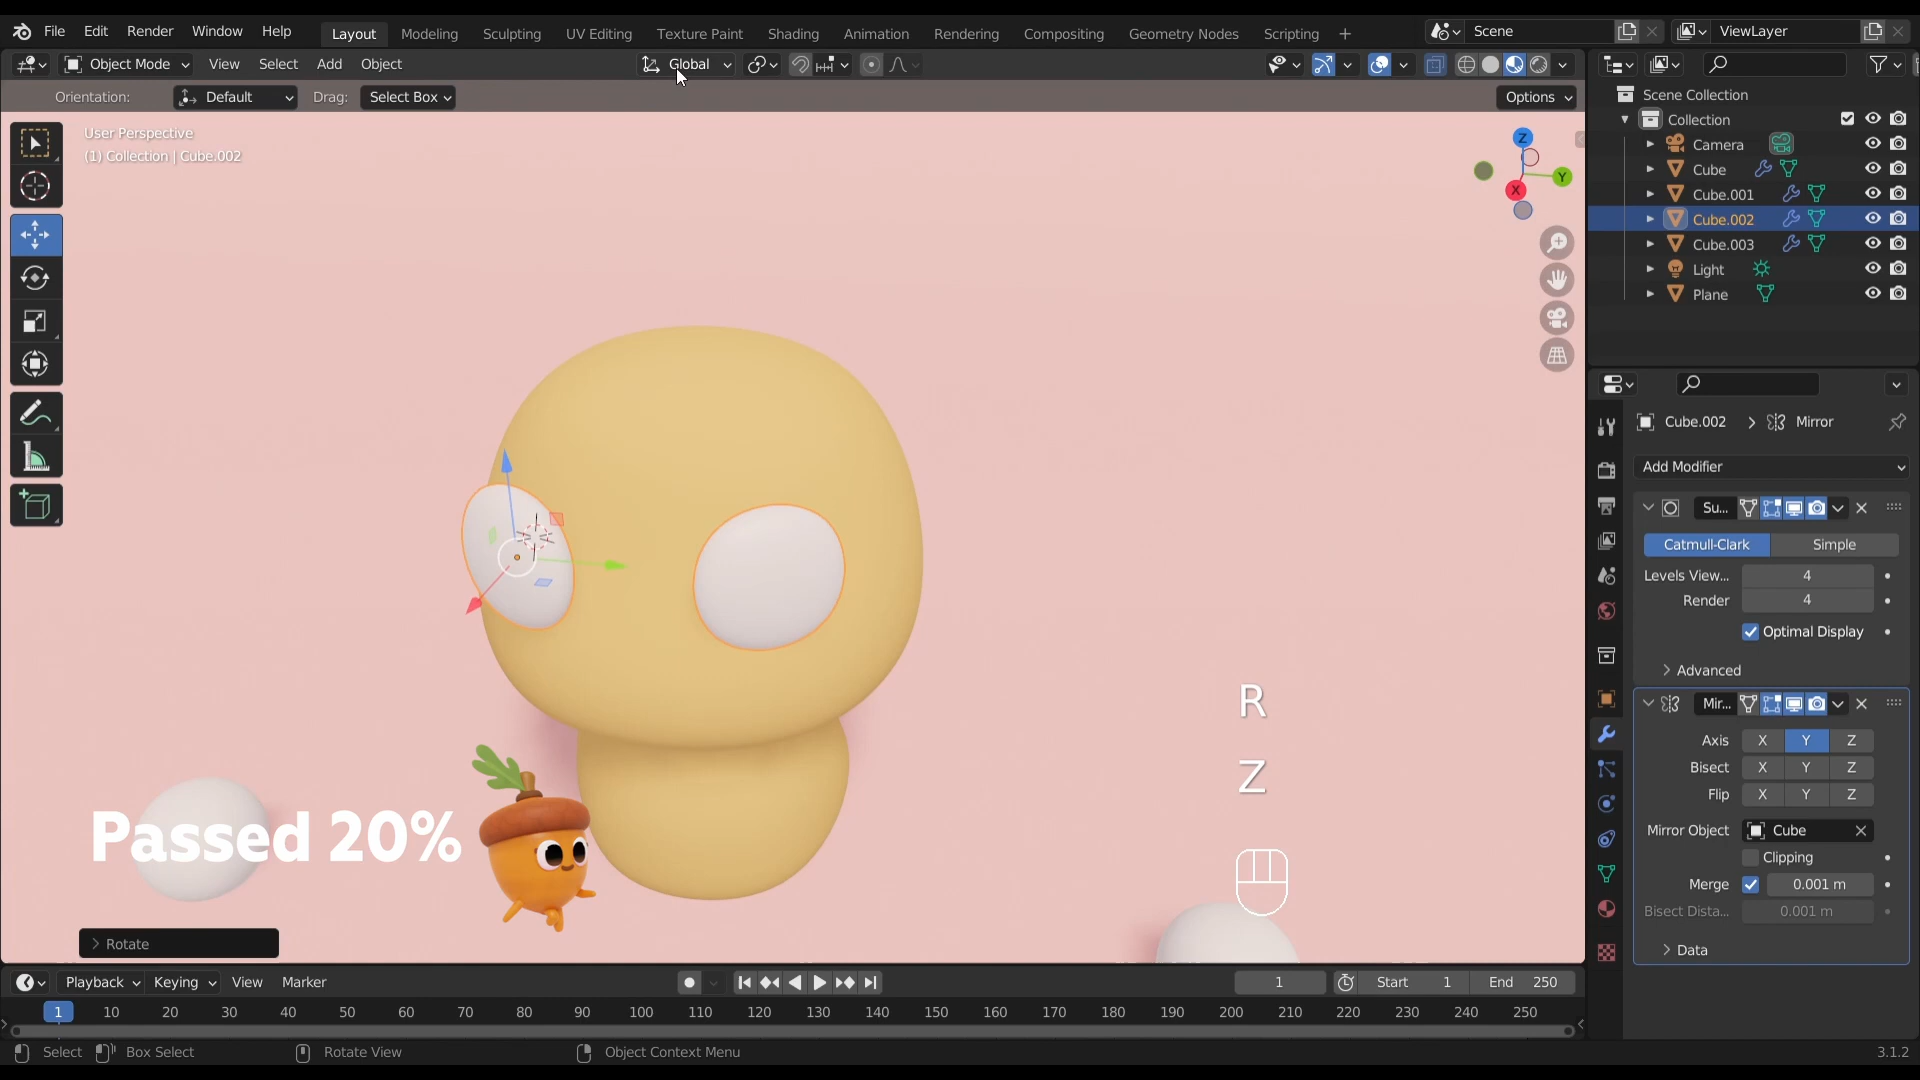 File Edit Render Window Help Layout Modeling Sculpting UV Editing Texture Paint Shading Animation Rendering Compositing Geometry Nodes Scripting + Scene ViewLayer
Object Mode View Select Add Object Global
Orientation: Default Drag: Select Box Options
User Perspective
(1) Collection | Cube.002
Z
Y
X
Scene Collection
Collection
Camera
Cube
Cube.001
Cube.002
Cube.003
Light
Plane
Cube.002 > Mirror
Add Modifier
Su...
Catmull-Clark Simple
Levels View... 4
Render 4
Optimal Display
Advanced
Mir...
Axis X Y Z
Bisect X Y Z
Flip X Y Z
Mirror Object Cube
Clipping
Merge 0.001 m
Bisect Dista... 0.001 m
Data
R
Z
Passed 20%
Rotate
Playback Keying View Marker 1 Start 1 End 250
1 10 20 30 40 50 60 70 80 90 100 110 120 130 140 150 160 170 180 190 200 210 220 230 240 250
Select Box Select Rotate View Object Context Menu 3.1.2